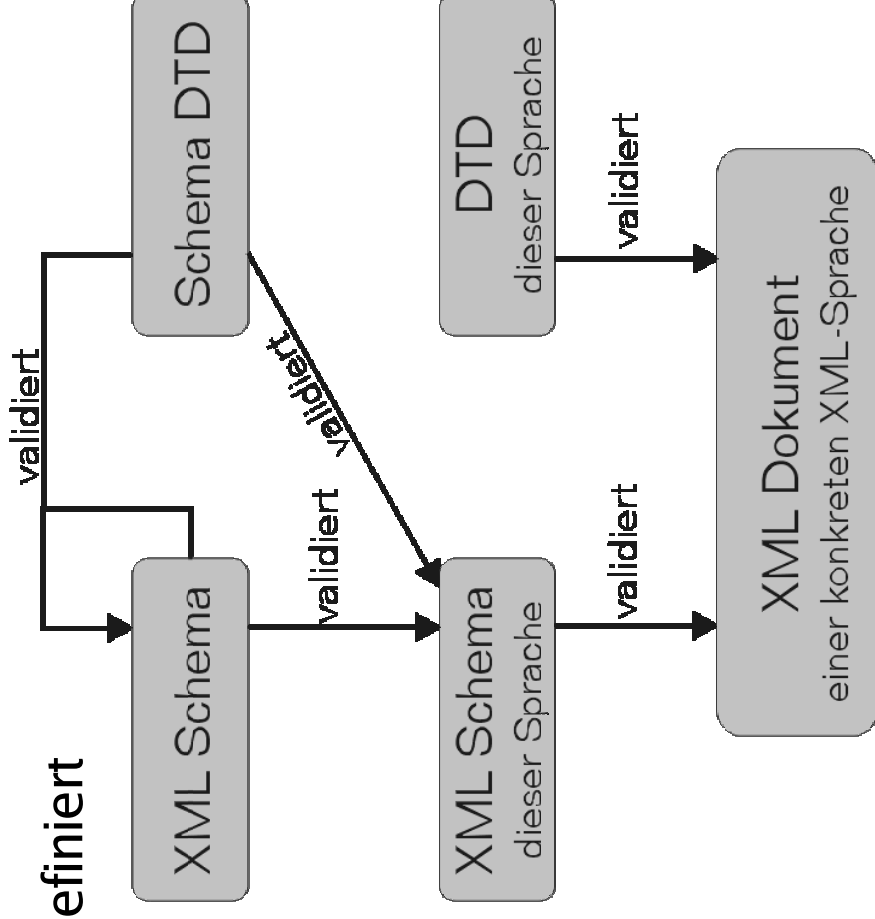 efiniert
validiert
XML Schema
Schema DTD
validiert
validiert
XML Schema
dieser Sprache
DTD
dieser Sprache
validiert
validiert
XML Dokument
einer konkreten XML-Sprache